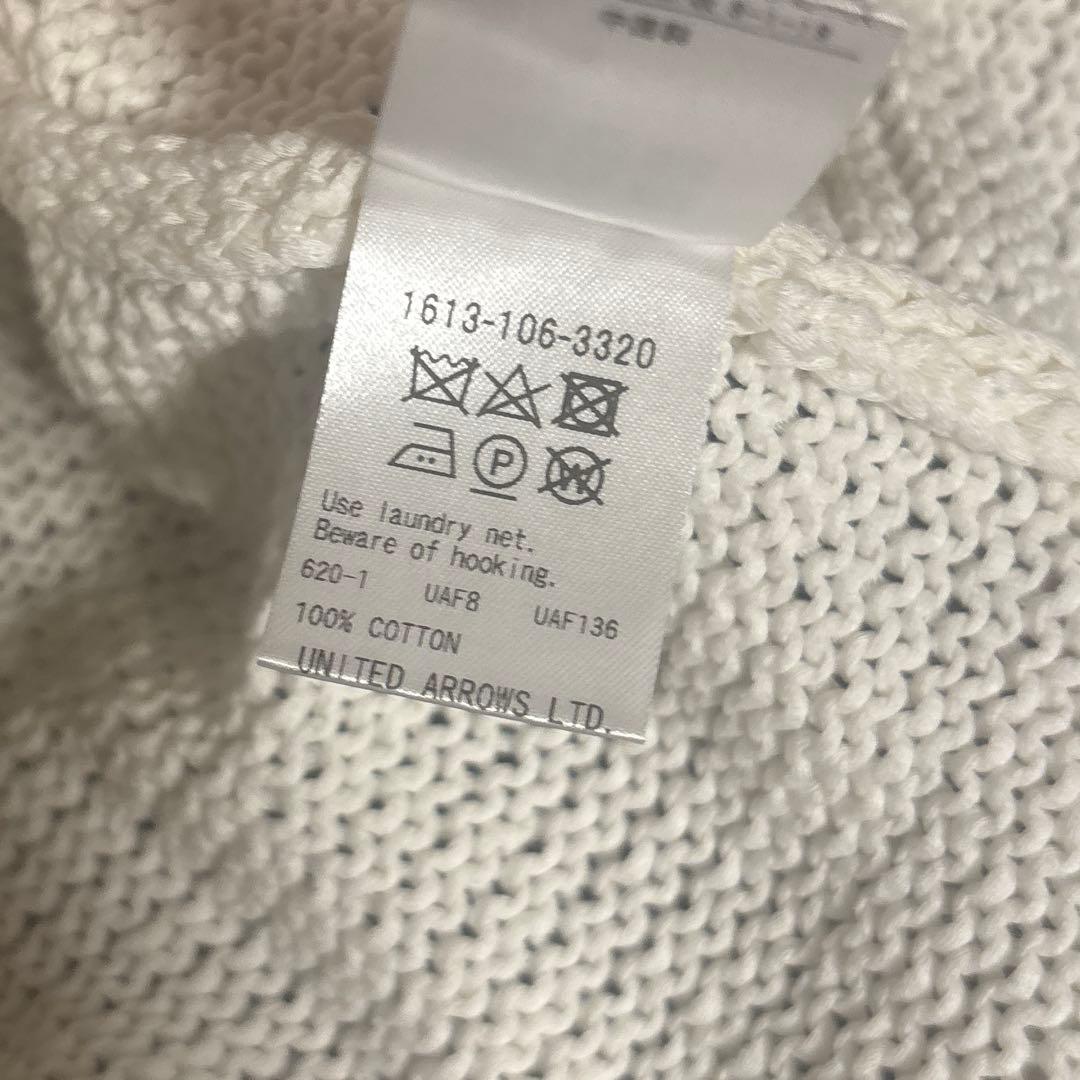 1613-106-3320
P
W
Use laundry net.
Beware of hooking.
620-1 UAF8 UAF136
100% COTTON
UNITED ARROWS LTD.